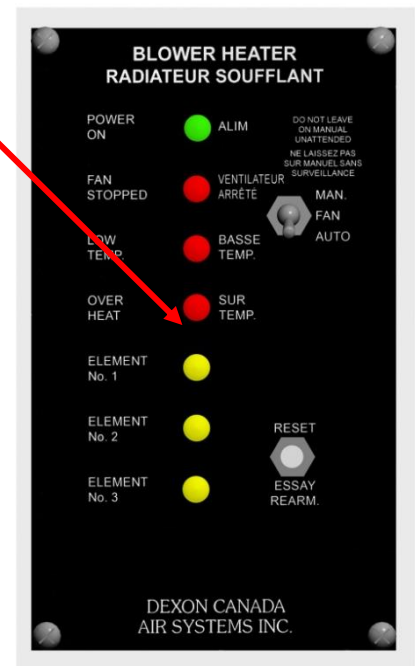 BLOWER HEATER
RADIATEUR SOUFFLANT
POWER
ON
ALIM
DO NOT LEAVE
ON MANUAL
UNATTENDED
NE LAISSEZ PAS
SUR MANUEL SANS
SURVEILLANCE
FAN
STOPPED
VENTILATEUR
ARRÊTÉ
MAN.
FAN
AUTO
LOW
TEMP.
BASSE
TEMP.
OVER
HEAT
SUR
TEMP.
ELEMENT
No. 1
ELEMENT
No. 2
RESET
ELEMENT
No. 3
ESSAY
REARM.
DEXON CANADA
AIR SYSTEMS INC.